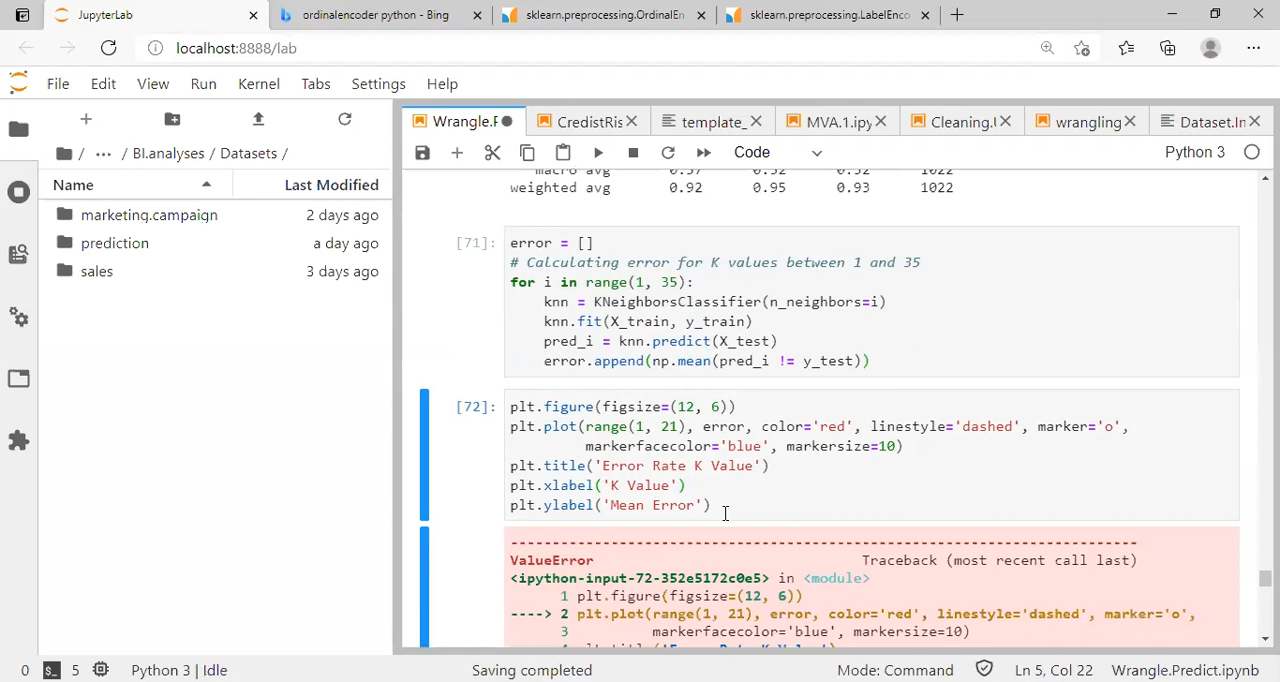 JupyterLab
ordinalencoder python - Bing
sklearn.preprocessing.OrdinalEn
sklearn.preprocessing.LabelEnco
localhost:8888/lab
File Edit View Run Kernel Tabs Settings Help
/ ··· / BI.analyses / Datasets /
Name Last Modified
marketing.campaign 2 days ago
prediction a day ago
sales 3 days ago
Wrangle.F
CredistRis
template_
MVA.1.ipy
Cleaning.(
wrangling
Dataset.In
Code
Python 3
macro avg 0.52 1022
weighted avg 0.92 0.95 0.93 1022
[71]: error = []
# Calculating error for K values between 1 and 35
for i in range(1, 35):
knn = KNeighborsClassifier(n_neighbors=i)
knn.fit(X_train, y_train)
pred_i = knn.predict(X_test)
error.append(np.mean(pred_i != y_test))
[72]: plt.figure(figsize=(12, 6))
plt.plot(range(1, 21), error, color='red', linestyle='dashed', marker='o',
markerfacecolor='blue', markersize=10)
plt.title('Error Rate K Value')
plt.xlabel('K Value')
plt.ylabel('Mean Error')
---------------------------------------------------------------------------
ValueError Traceback (most recent call last)
<ipython-input-72-352e5172c0e5> in <module>
1 plt.figure(figsize=(12, 6))
----> 2 plt.plot(range(1, 21), error, color='red', linestyle='dashed', marker='o',
3 markerfacecolor='blue', markersize=10)
0 5 Python 3 | Idle Saving completed Mode: Command Ln 5, Col 22 Wrangle.Predict.ipynb